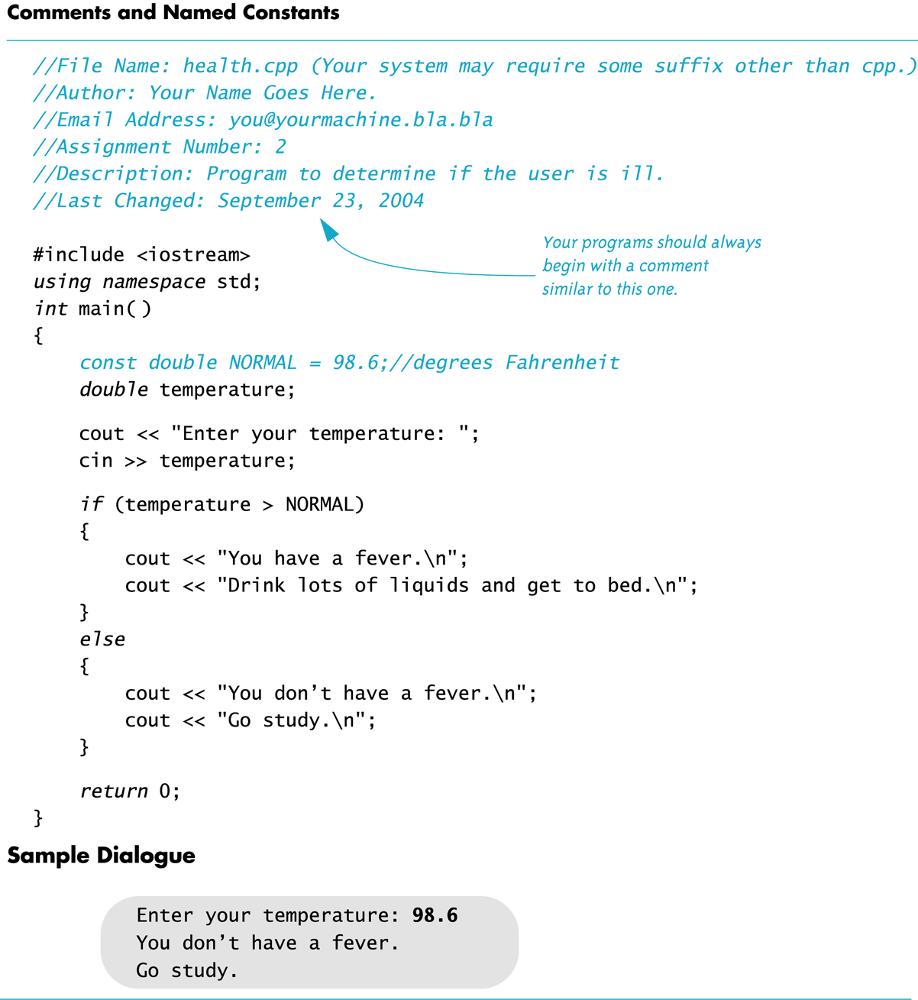 Comments and Named Constants
//File Name: health.cpp (Your system may require some suffix other than cpp.)
//Author: Your Name Goes Here.
//Email Address: you@yourmachine.bla.bla
//Assignment Number: 2
//Description: Program to determine if the user is ill.
//Last Changed: September 23, 2004
Your programs should always
begin with a comment
similar to this one.
#include <iostream>
using namespace std;
int main( )
{
const double NORMAL = 98.6;//degrees Fahrenheit
double temperature;
cout << "Enter your temperature: ";
cin >> temperature;
if (temperature > NORMAL)
{
cout << "You have a fever.\n";
cout << "Drink lots of liquids and get to bed.\n";
}
else
{
cout << "You don’t have a fever.\n";
cout << "Go study.\n";
}
return 0;
}
Sample Dialogue
Enter your temperature: 98.6
You don’t have a fever.
Go study.